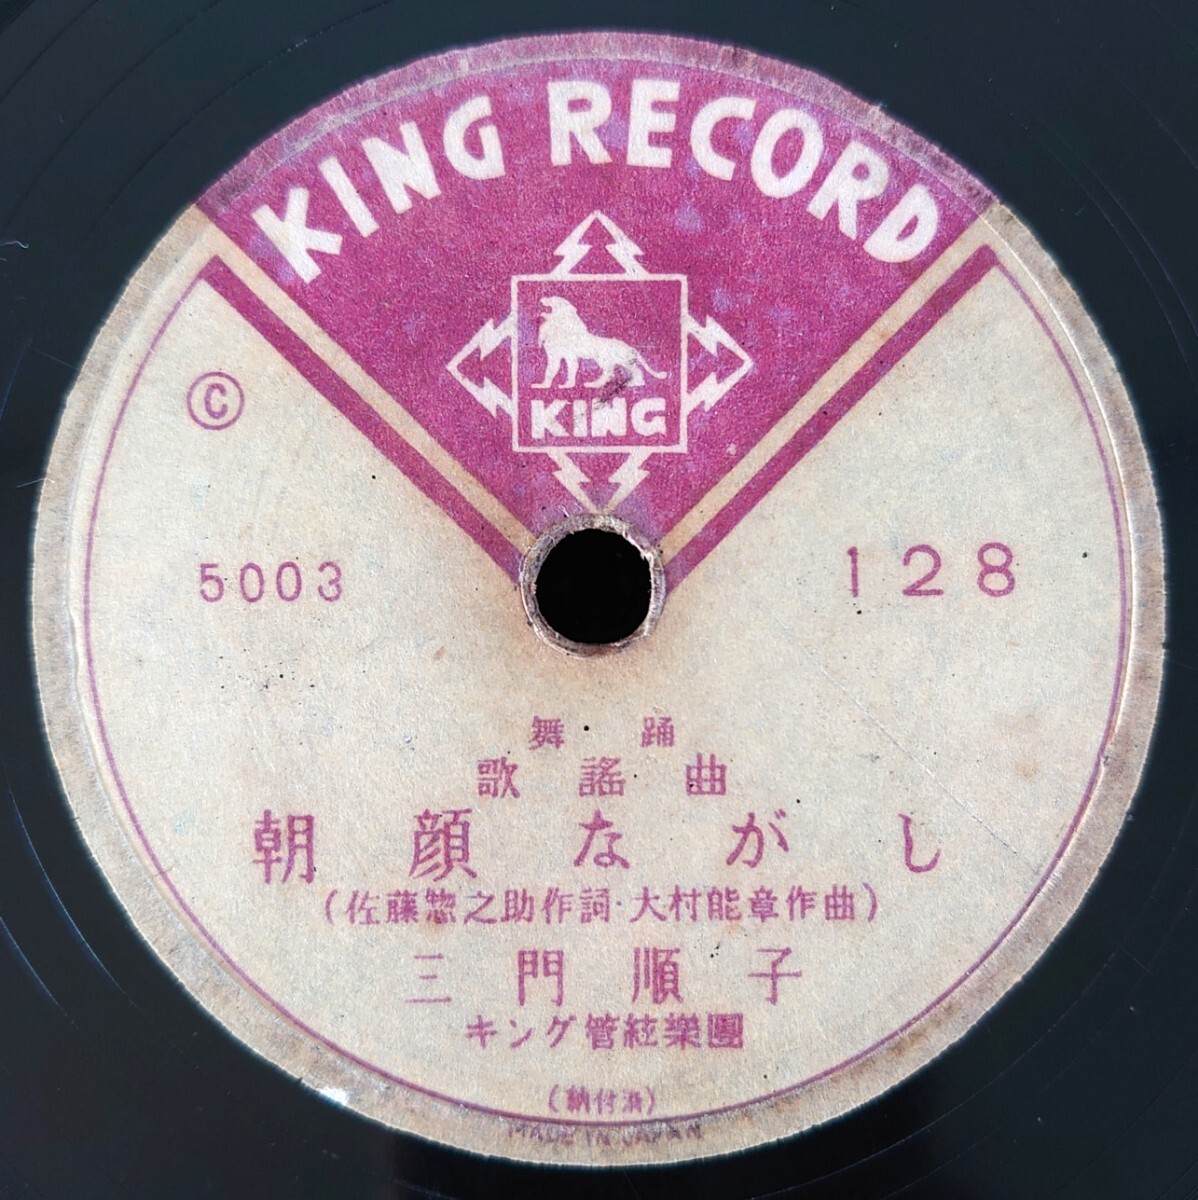 KING RECORD
KING
Ⓒ
5003
128
舞踊
歌謠曲
朝顔ながし
(佐藤惣之助作詞・大村能章作曲)
三門順子
キング管絃樂團
(納付済)
MADE IN JAPAN